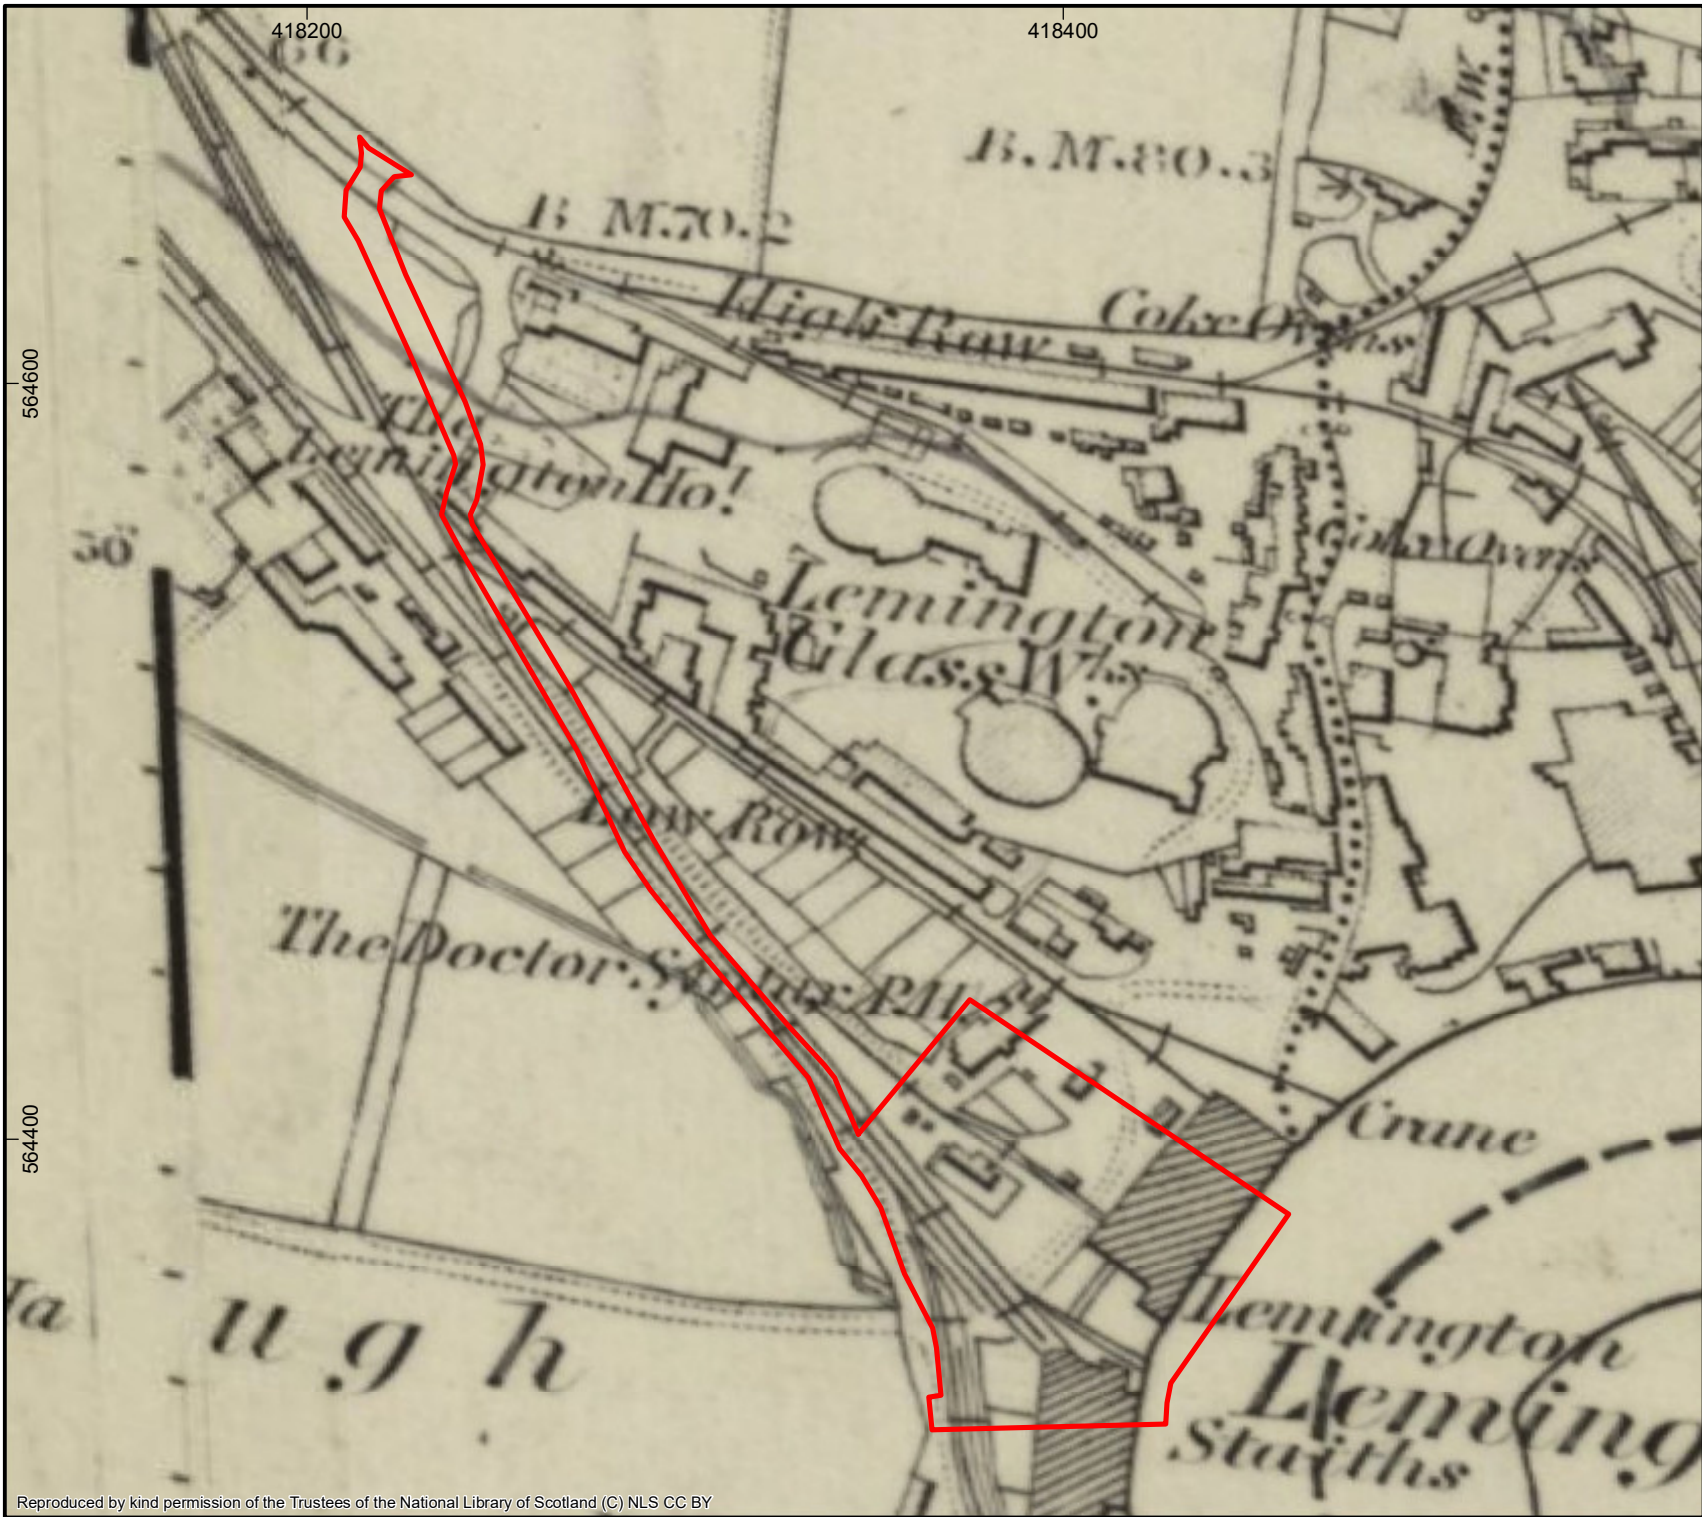 418200
418400
66
F.W.
B.M.80.3
B M.70.2
High Row
Coke Ovens
564600
The
Lemington Ho!
50
Coke Ovens
Lemington
Glass Wks
Low Row
The Doctor
P.H.
564400
Crane
ugh
Lemington
Leming
Staiths
Reproduced by kind permission of the Trustees of the National Library of Scotland (C) NLS CC BY